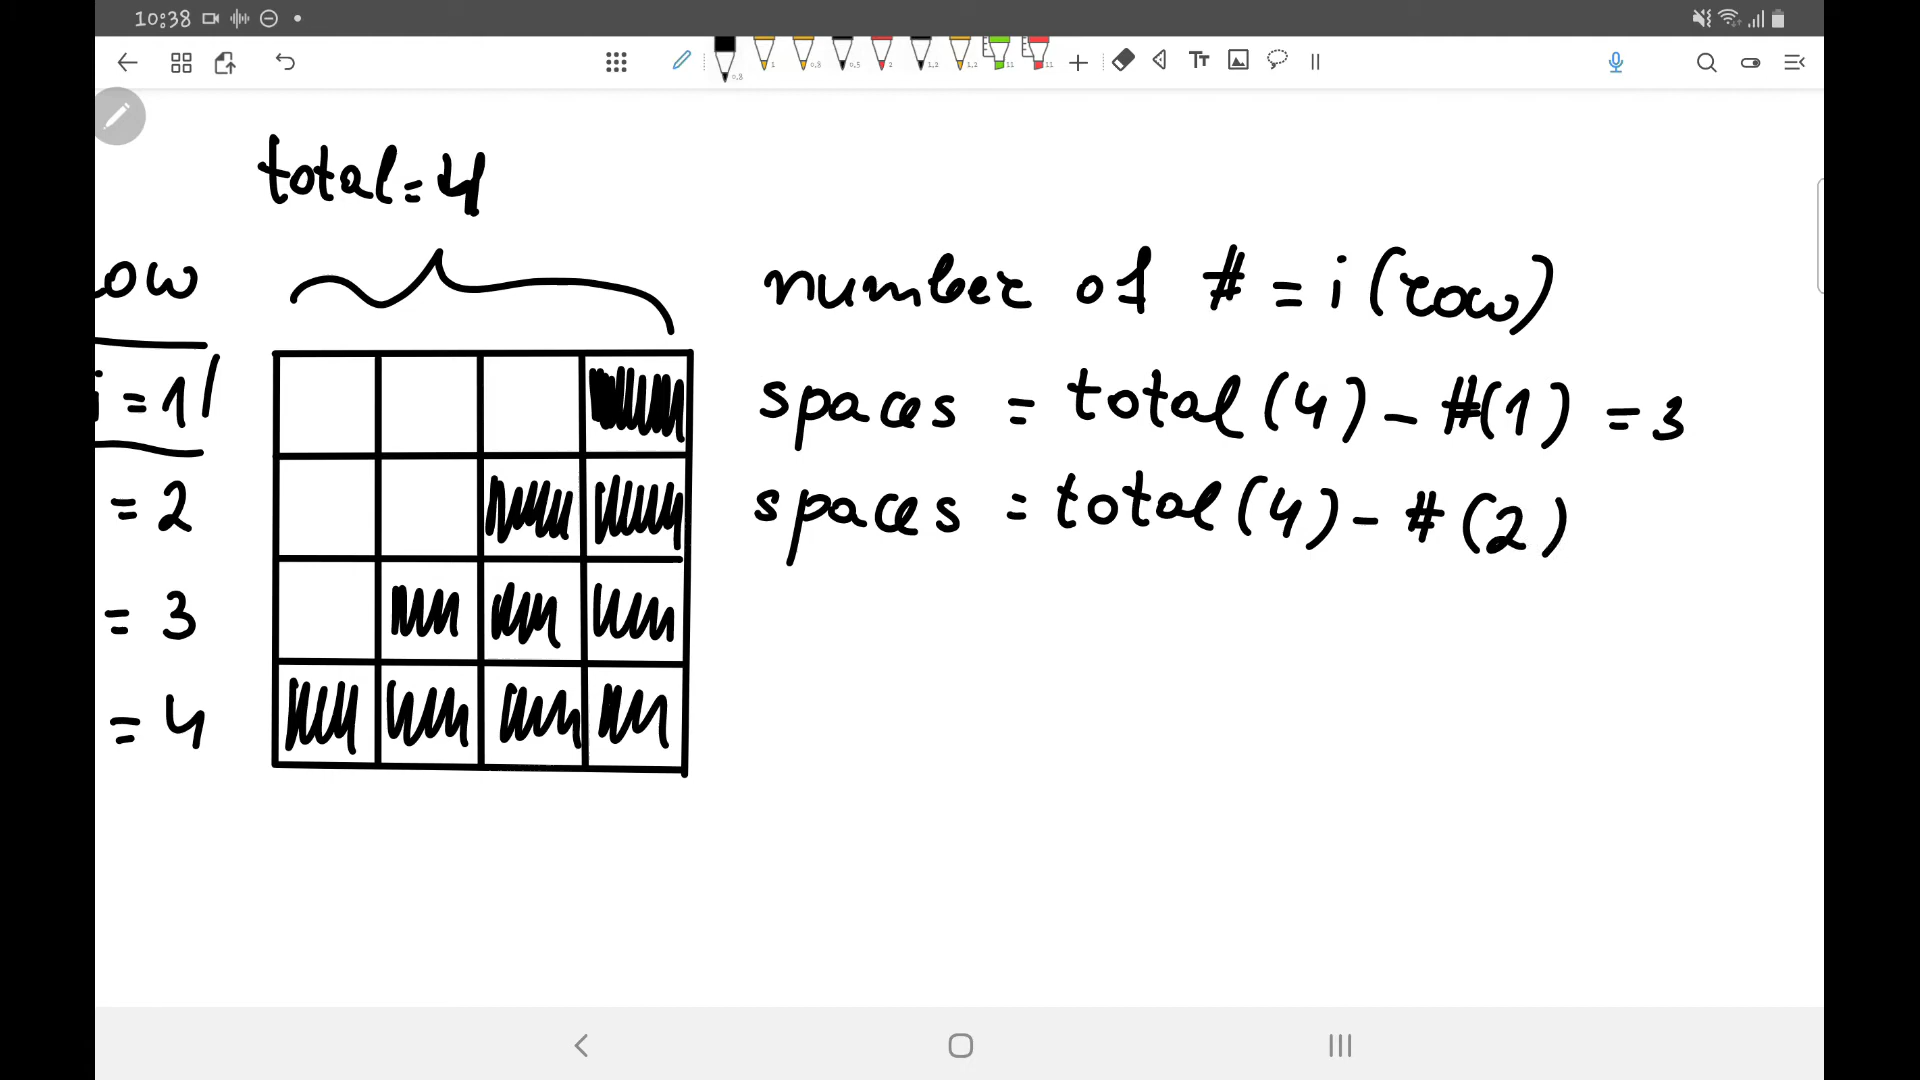 10:38
total = 4
ow
number of # = i (row)
i = 1
spaces = total (4) - #(1) = 3
= 2
spaces = total (4) - # (2)
= 3
= 4